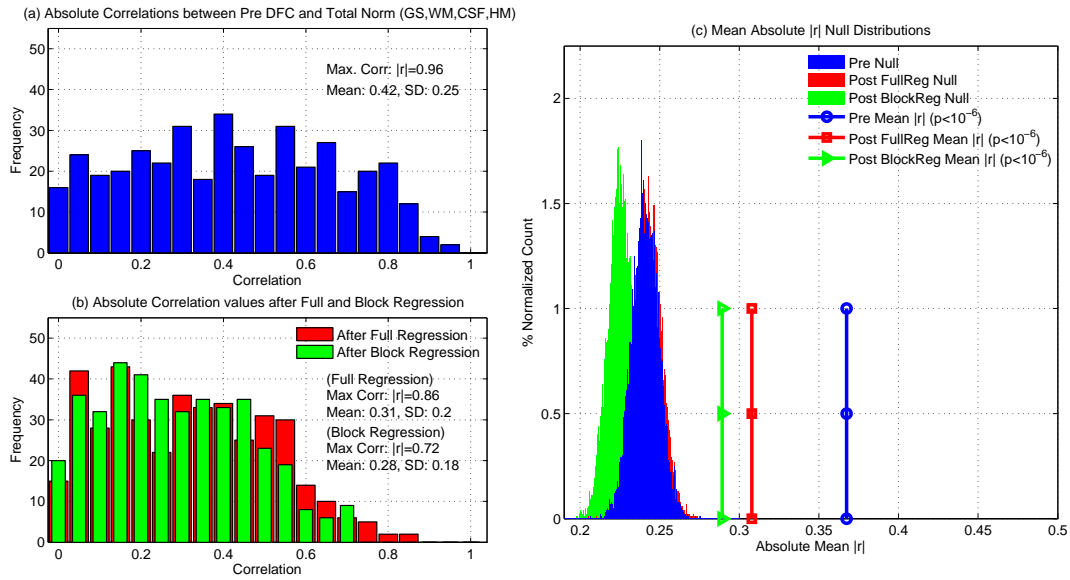 (a) Absolute Correlations between Pre DFC and Total Norm (GS,WM,CSF,HM)
50
40
30
20
10
0
Frequency
Max. Corr: |r|=0.96
Mean: 0.42, SD: 0.25
0 0.2 0.4 0.6 0.8 1
Correlation
(b) Absolute Correlation values after Full and Block Regression
50
40
30
20
10
0
Frequency
After Full Regression
After Block Regression
(Full Regression)
Max Corr: |r|=0.86
Mean: 0.31, SD: 0.2
(Block Regression)
Max Corr: |r|=0.72
Mean: 0.28, SD: 0.18
0 0.2 0.4 0.6 0.8 1
Correlation
(c) Mean Absolute |r| Null Distributions
2
1.5
1
0.5
0
% Normalized Count
Pre Null
Post FullReg Null
Post BlockReg Null
Pre Mean |r| (p<10⁻⁶)
Post FullReg Mean |r| (p<10⁻⁶)
Post BlockReg Mean |r| (p<10⁻⁶)
0.2 0.25 0.3 0.35 0.4 0.45 0.5
Absolute Mean |r|